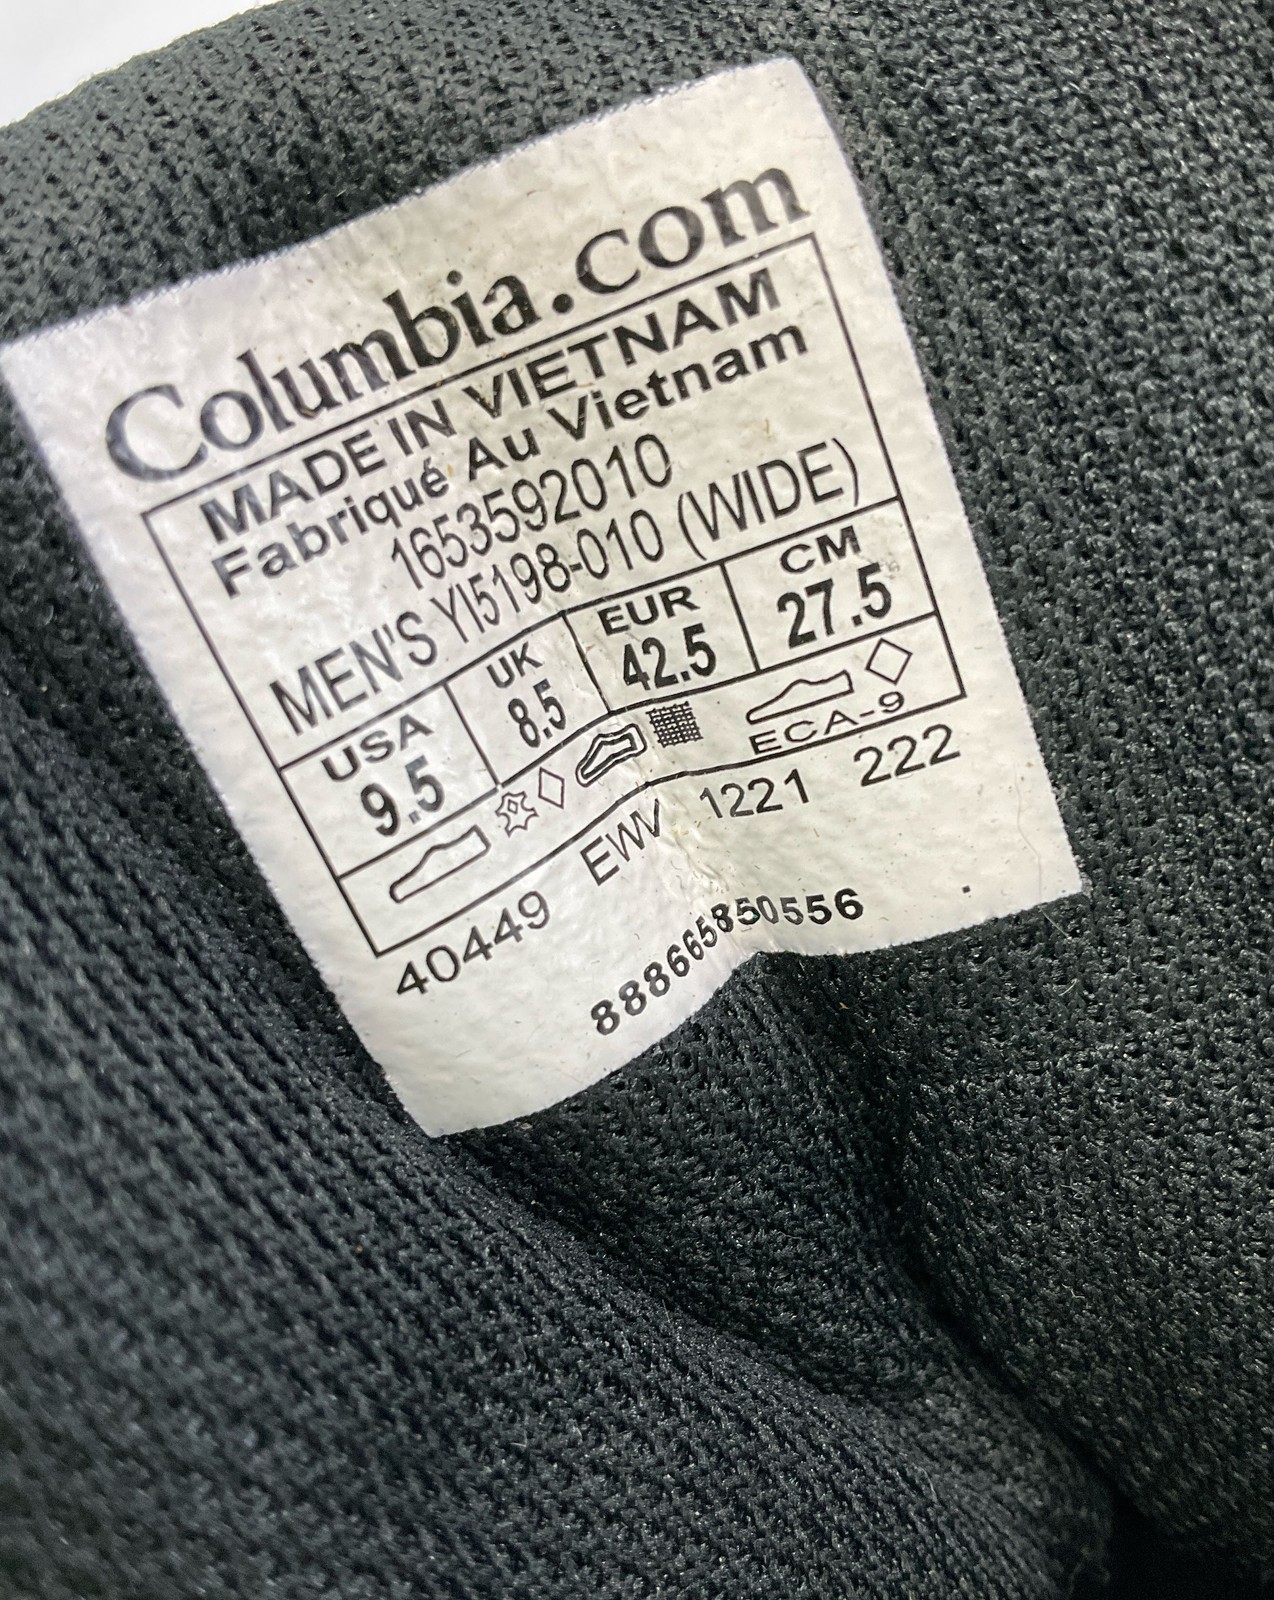 Columbia.com
MADE IN VIETNAM
Fabriqué Au Vietnam
1653592010
MEN'S YI5198-010 (WIDE)
USA UK EUR CM
9.5 8.5 42.5 27.5
ECA-9
40449 EWV 1221 222
888665850556